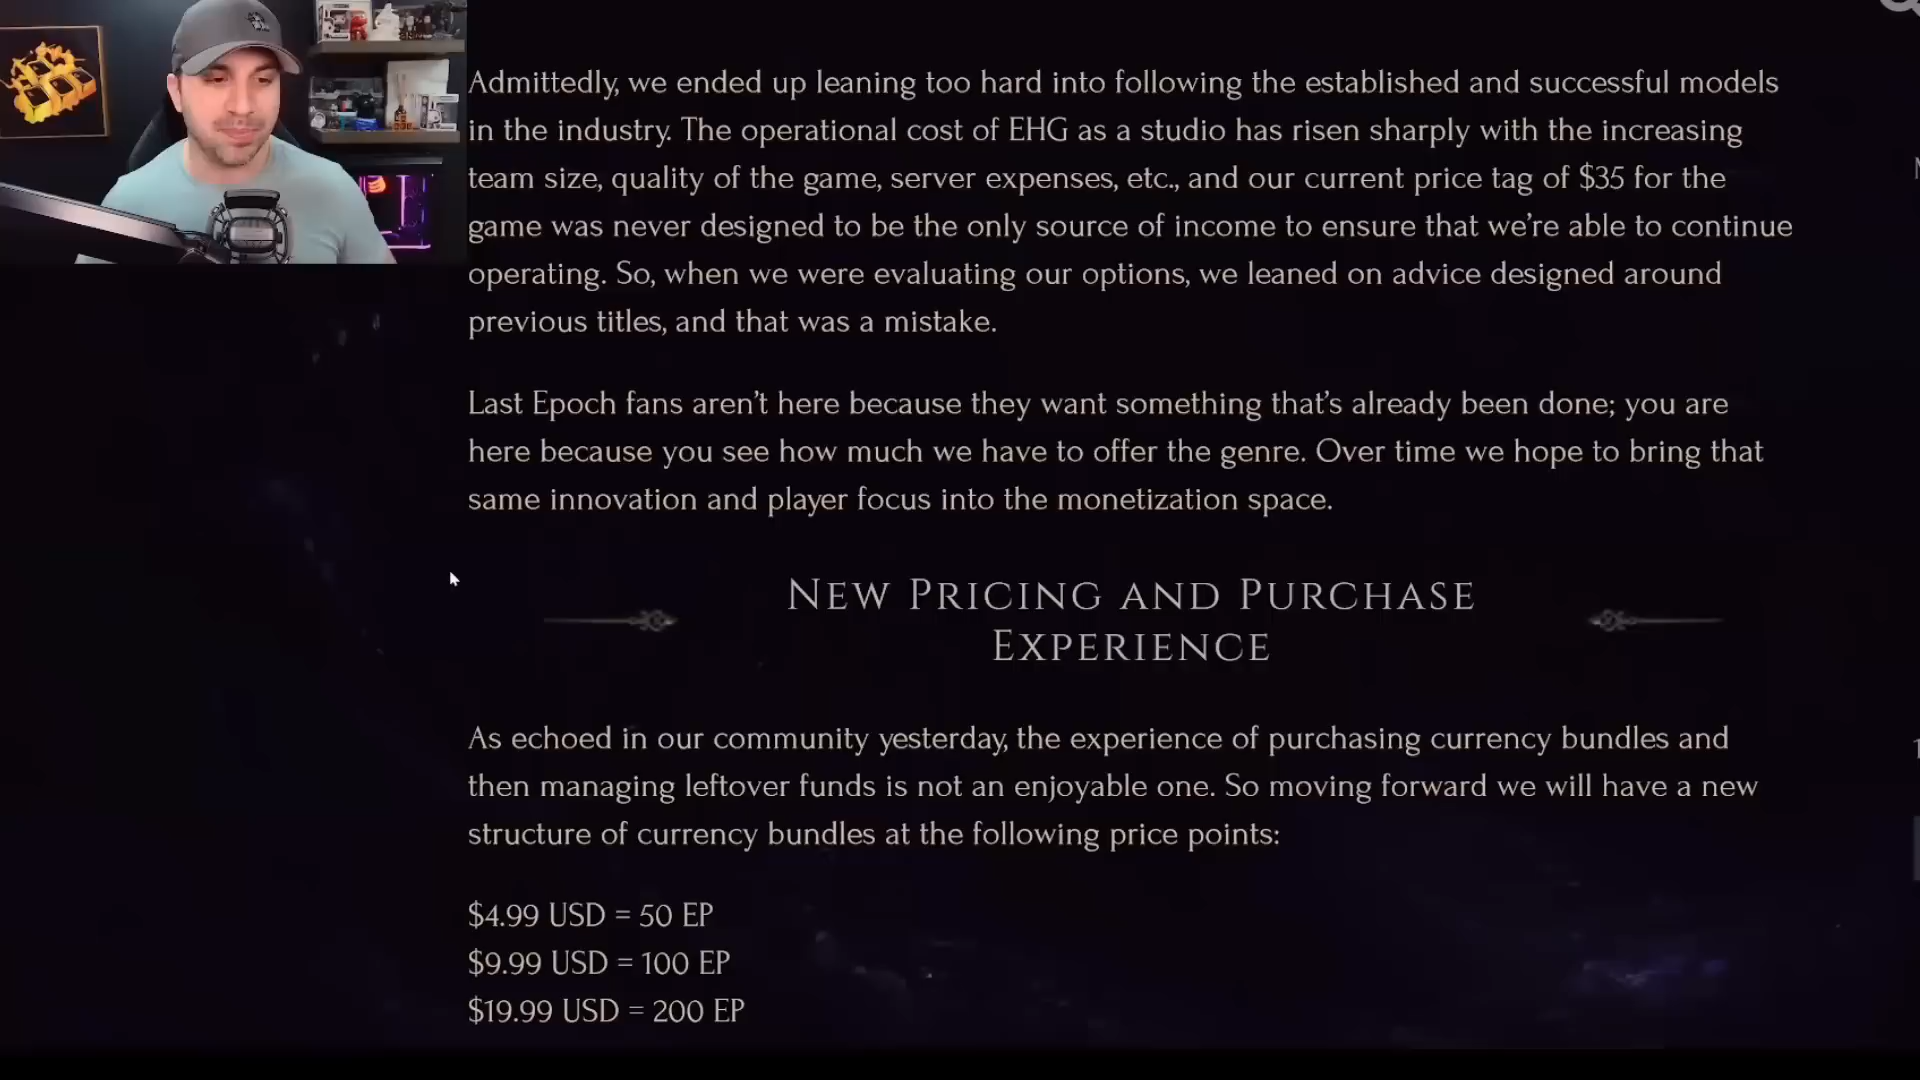 Admittedly, we ended up leaning too hard into following the established and successful models
in the industry. The operational cost of EHG as a studio has risen sharply with the increasing
team size, quality of the game, server expenses, etc., and our current price tag of $35 for the
game was never designed to be the only source of income to ensure that we’re able to continue
operating. So, when we were evaluating our options, we leaned on advice designed around
previous titles, and that was a mistake.
Last Epoch fans aren’t here because they want something that’s already been done; you are
here because you see how much we have to offer the genre. Over time we hope to bring that
same innovation and player focus into the monetization space.
New Pricing and Purchase
Experience
As echoed in our community yesterday, the experience of purchasing currency bundles and
then managing leftover funds is not an enjoyable one. So moving forward we will have a new
structure of currency bundles at the following price points:
$4.99 USD = 50 EP
$9.99 USD = 100 EP
$19.99 USD = 200 EP